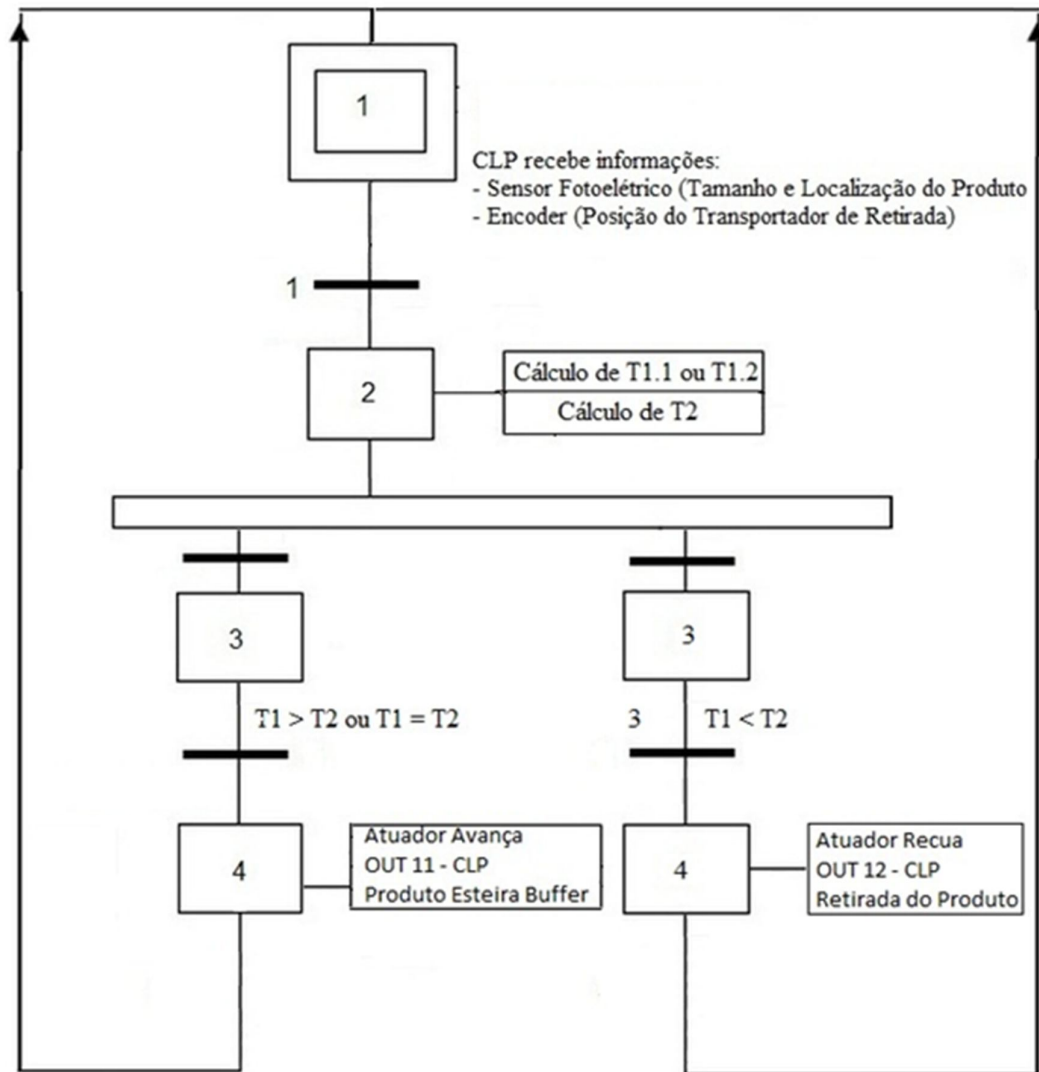 1
CLP recebe informações:
- Sensor Fotoelétrico (Tamanho e Localização do Produto
- Encoder (Posição do Transportador de Retirada)
1
2
Cálculo de T1.1 ou T1.2
Cálculo de T2
3
3
T1 > T2 ou T1 = T2
3
T1 < T2
4
Atuador Avança
OUT 11 - CLP
Produto Esteira Buffer
4
Atuador Recua
OUT 12 - CLP
Retirada do Produto